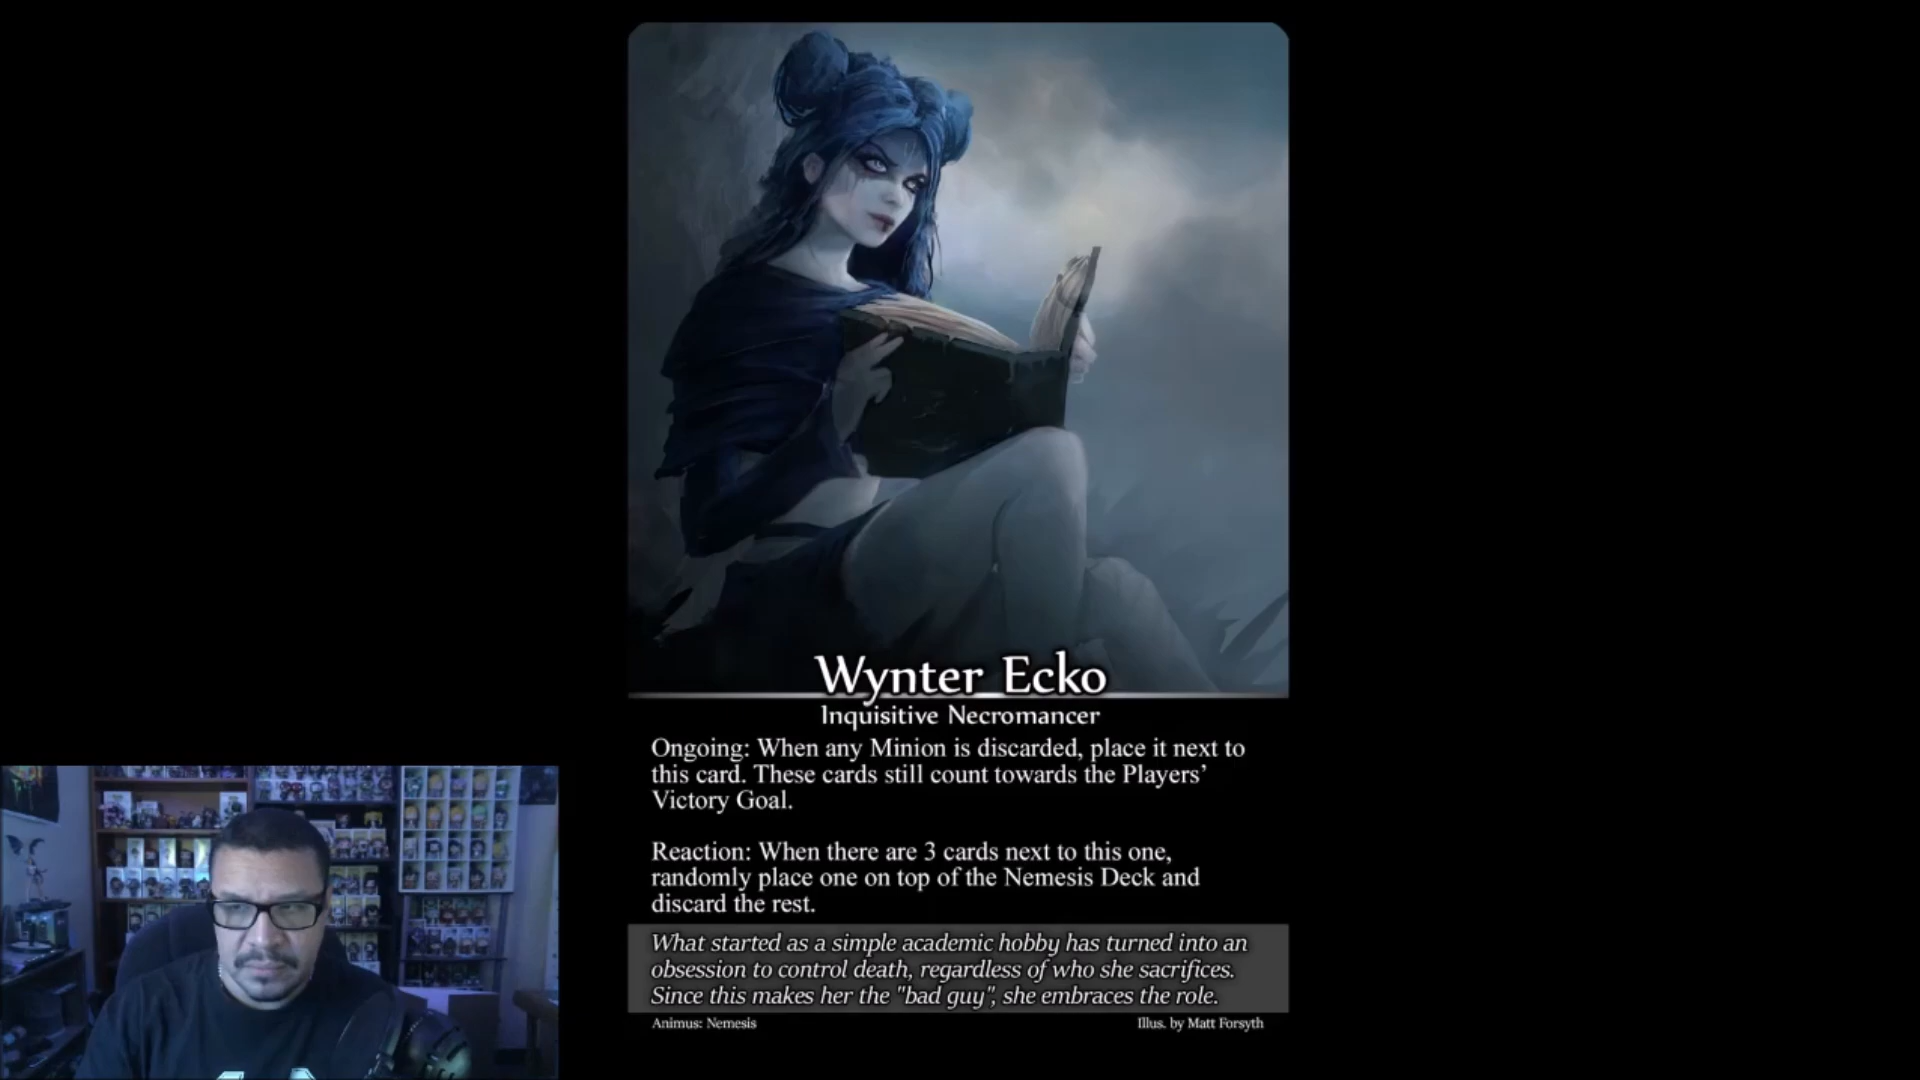 Wynter Ecko
Inquisitive Necromancer
Ongoing: When any Minion is discarded, place it next to
this card. These cards still count towards the Players'
Victory Goal.
Reaction: When there are 3 cards next to this one,
randomly place one on top of the Nemesis Deck and
discard the rest.
What started as a simple academic hobby has turned into an
obsession to control death, regardless of who she sacrifices.
Since this makes her the "bad guy", she embraces the role.
Animus: Nemesis
Illus. by Matt Forsyth